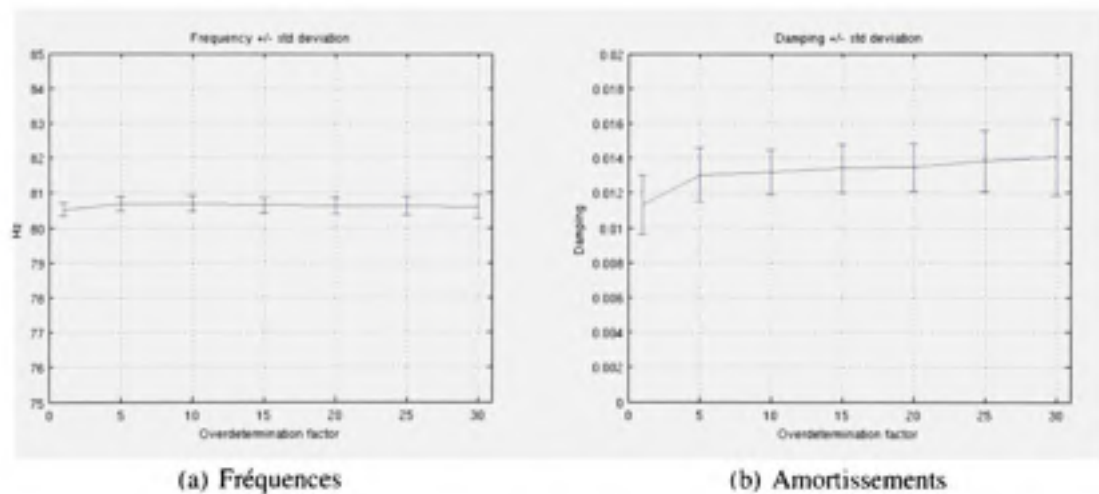 Frequency +/- std deviation
85
84
83
82
81
80
79
78
77
76
75
Hz
0 5 10 15 20 25 30
Overdetermination factor
(a) Fréquences
Damping +/- std deviation
0.02
0.018
0.016
0.014
0.012
0.01
0.008
0.006
0.004
0.002
0
Damping
0 5 10 15 20 25 30
Overdetermination factor
(b) Amortissements